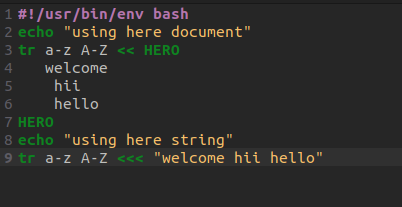 1 #!/usr/bin/env bash
2 echo "using here document"
3 tr a-z A-Z << HERO
4    welcome
5     hii
6     hello
7 HERO
8 echo "using here string"
9 tr a-z A-Z <<< "welcome hii hello"